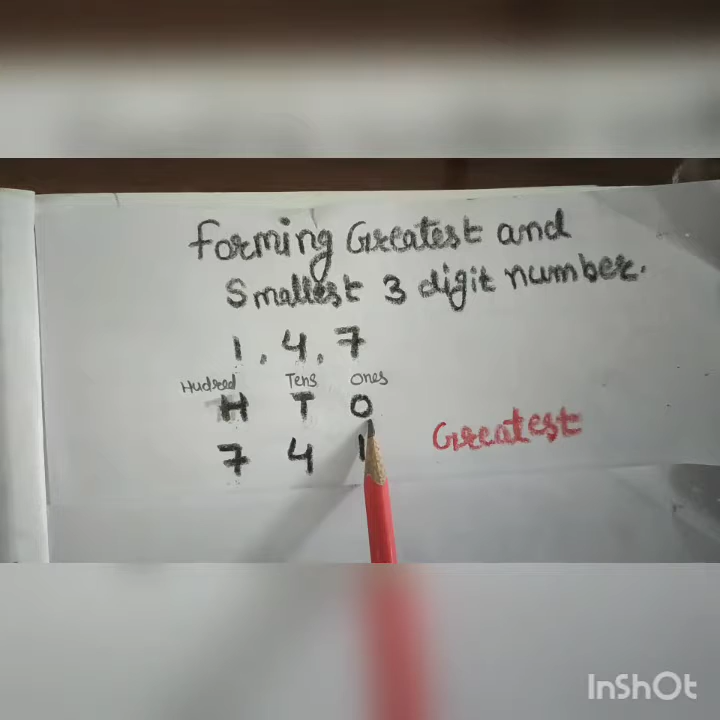 Forming Greatest and
Smallest 3 digit number.
1, 4, 7
Hudred Tens Ones
H T O
7 4 1 Greatest
InShOt